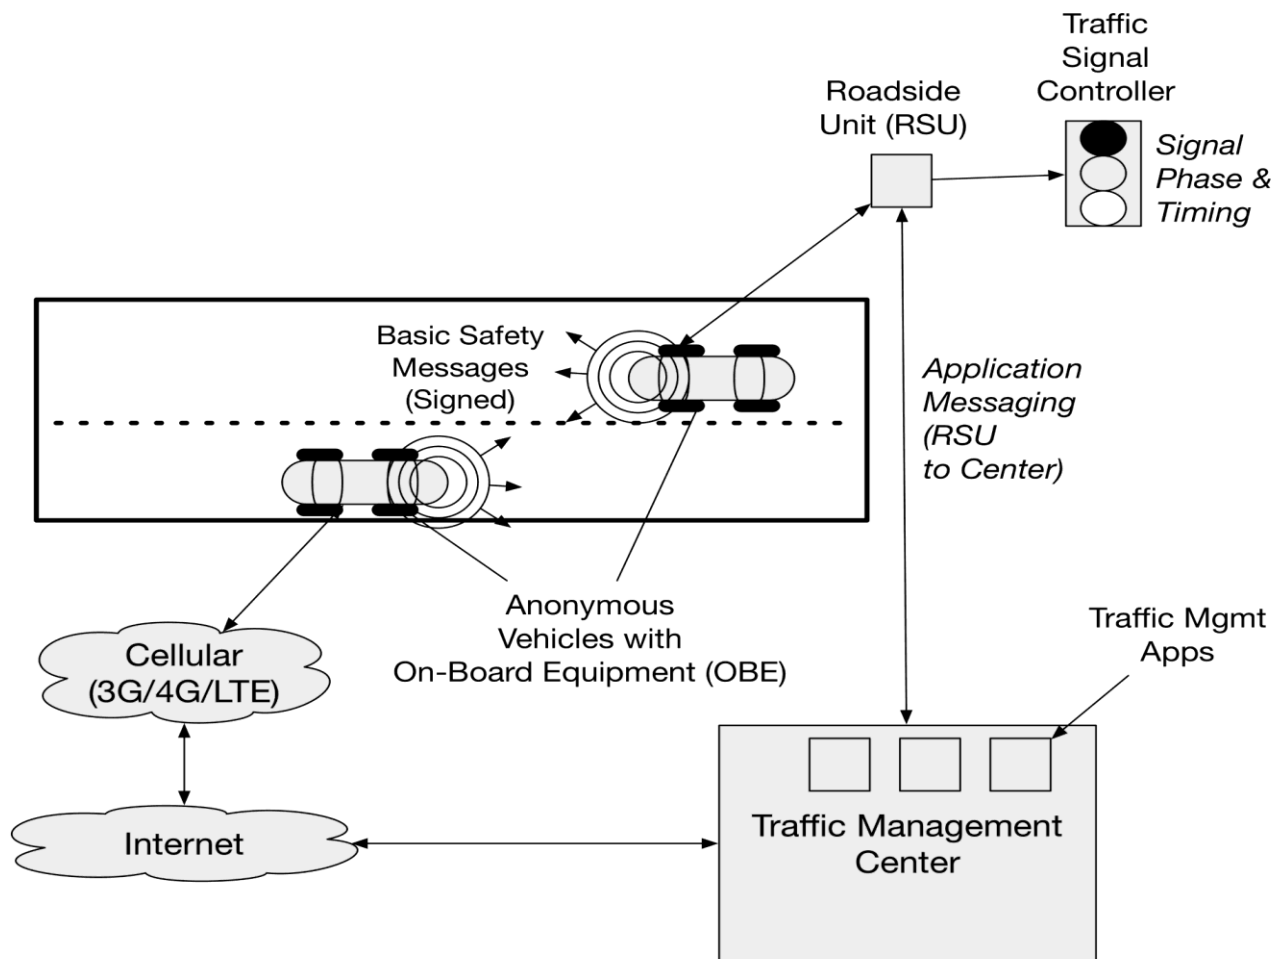 Traffic
Signal
Controller
Roadside
Unit (RSU)
Signal
Phase &
Timing
Basic Safety
Messages
(Signed)
Application
Messaging
(RSU
to Center)
Anonymous
Vehicles with
On-Board Equipment (OBE)
Cellular
(3G/4G/LTE)
Traffic Mgmt
Apps
Internet
Traffic Management
Center